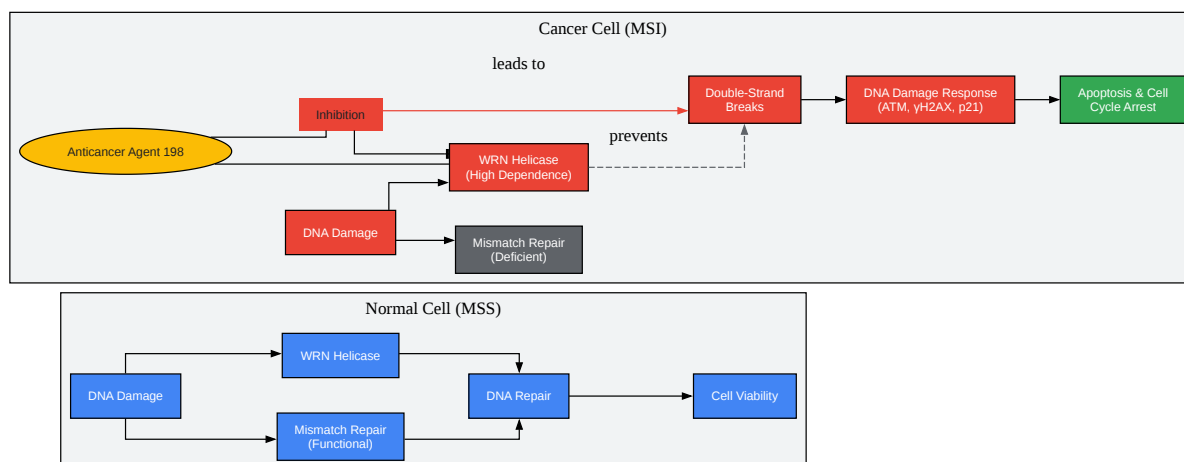 Cancer Cell (MSI)
leads to
Double-Strand
Breaks
DNA Damage Response
(ATM, γH2AX, p21)
Apoptosis & Cell
Cycle Arrest
Inhibition
prevents
Anticancer Agent 198
WRN Helicase
(High Dependence)
DNA Damage
Mismatch Repair
(Deficient)
Normal Cell (MSS)
WRN Helicase
DNA Damage
DNA Repair
Cell Viability
Mismatch Repair
(Functional)